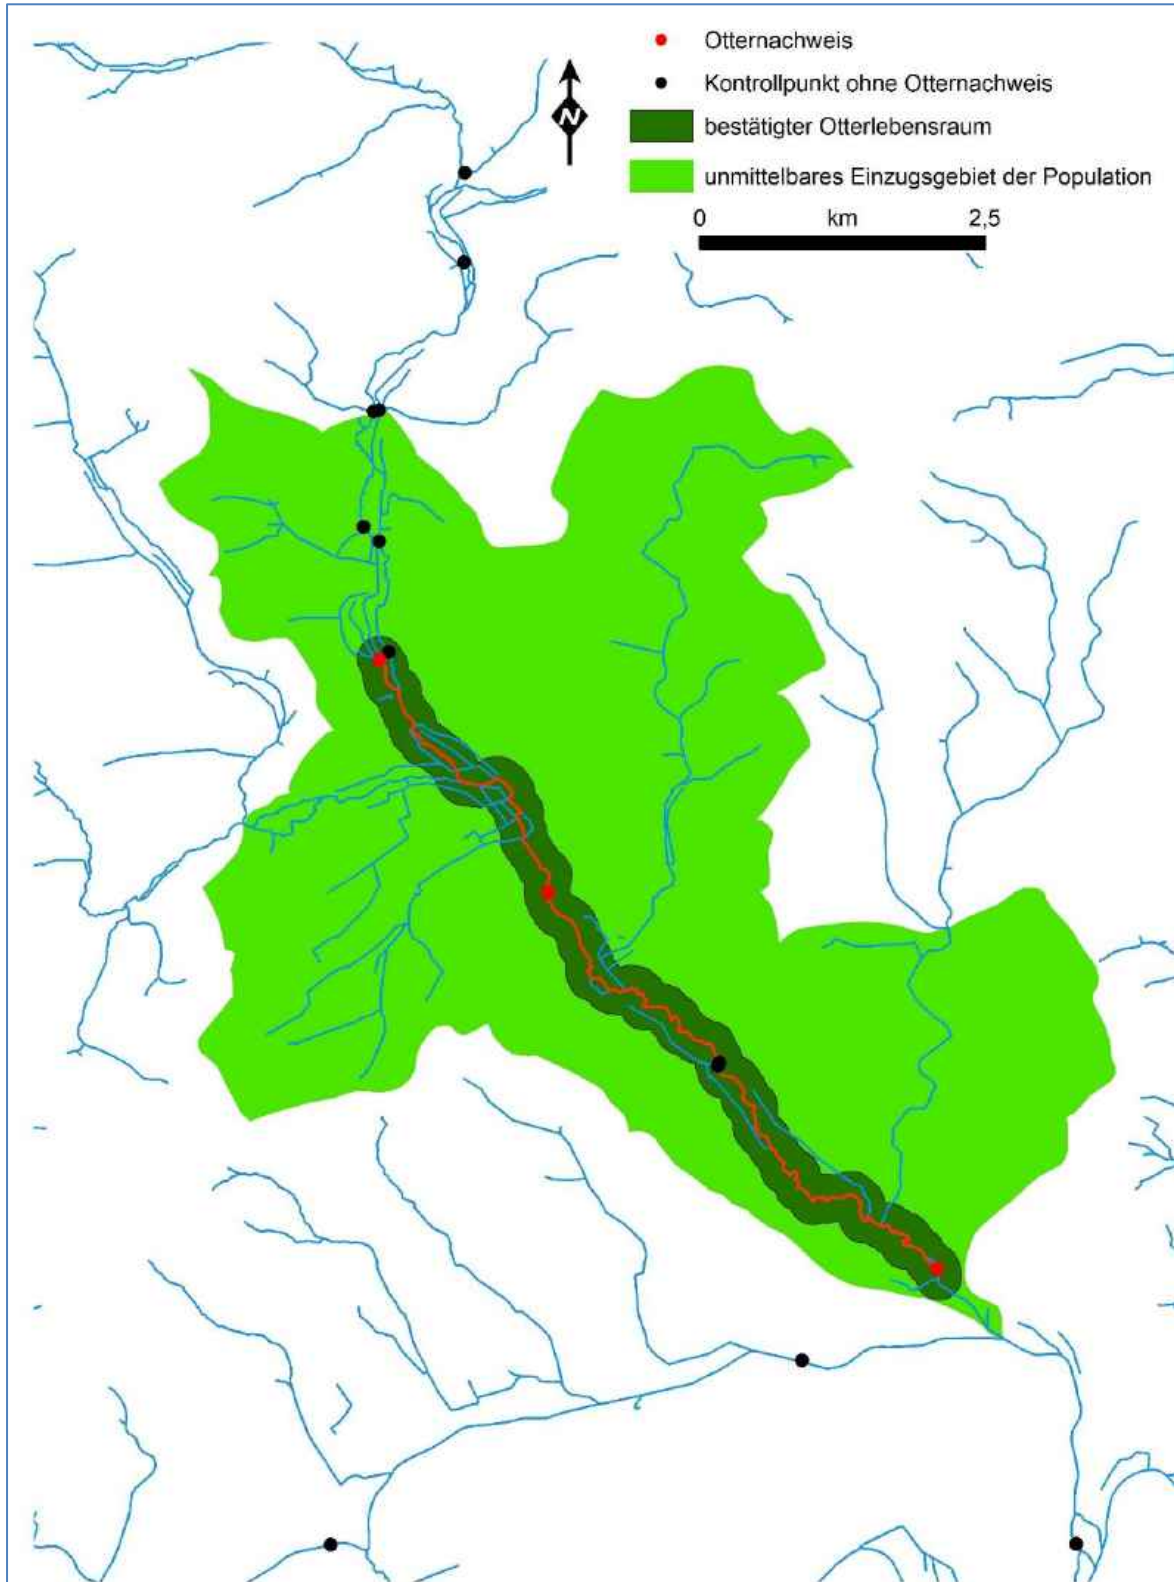 Otternachweis
Kontrollpunkt ohne Otternachweis
N
bestätigter Otterlebensraum
unmittelbares Einzugsgebiet der Population
0 km 2,5